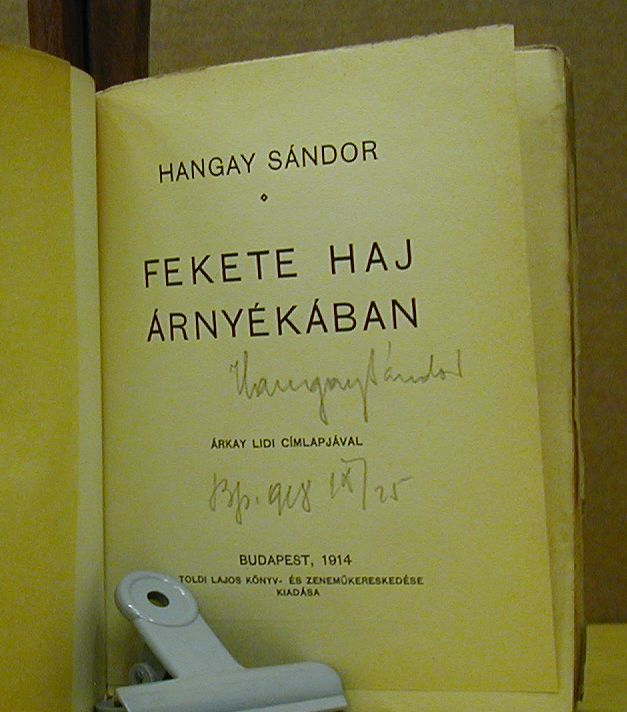 HANGAY SÁNDOR
FEKETE HAJ
ÁRNYÉKÁBAN
Hangay Sándor
ÁRKAY LIDI CÍMLAPJÁVAL
Bp. 918 IX/25
BUDAPEST, 1914
TOLDI LAJOS KÖNYV- ÉS ZENEMŰKERESKEDÉSE
KIADÁSA